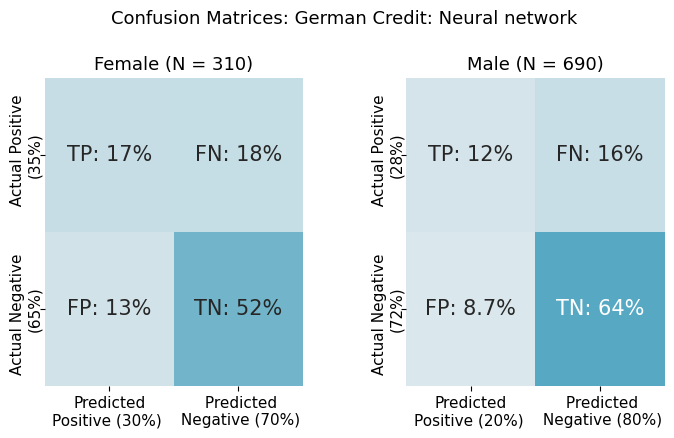 Confusion Matrices: German Credit: Neural network
Female (N = 310)
Actual Positive
(35%)
TP: 17%
FN: 18%
Actual Negative
(65%)
FP: 13%
TN: 52%
Predicted
Positive (30%)
Predicted
Negative (70%)
Male (N = 690)
Actual Positive
(28%)
TP: 12%
FN: 16%
Actual Negative
(72%)
FP: 8.7%
TN: 64%
Predicted
Positive (20%)
Predicted
Negative (80%)